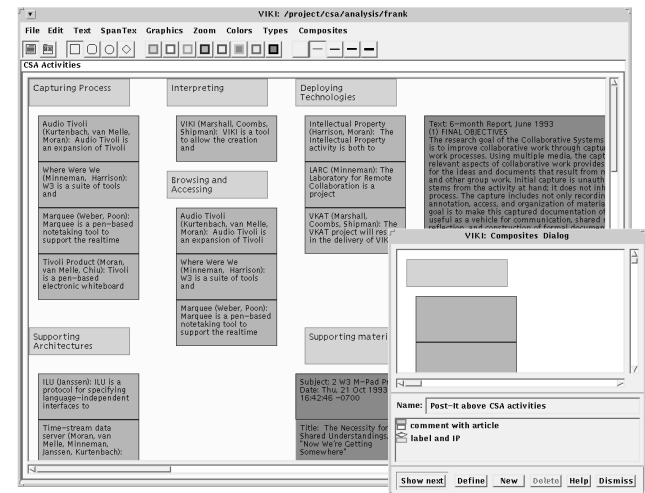 VIKI: /project/csa/analysis/frank
File Edit Text SpanTex Graphics Zoom Colors Types Composites
CSA Activities
Capturing Process
Audio Tivoli
(Kurtenbach, van Melle,
Moran): Audio Tivoli is
an expansion of Tivoli
Where Were We
(Minneman, Harrison):
W3 is a suite of tools
and
Marquee (Weber, Poon):
Marquee is a pen-based
notetaking tool to
support the realtime
Tivoli Product (Moran,
van Melle, Chiu): Tivoli
is a pen-based
electronic whiteboard
Supporting
Architectures
ILU (Janssen): ILU is a
protocol for specifying
language-independent
interfaces to
Time-stream data
server (Moran, van
Melle, Minneman,
Janssen, Kurtenbach):
Interpreting
VIKI (Marshall, Coombs,
Shipman): VIKI is a tool
to allow the creation
and
Browsing and
Accessing
Audio Tivoli
(Kurtenbach, van Melle,
Moran): Audio Tivoli is
an expansion of Tivoli
Where Were We
(Minneman, Harrison):
W3 is a suite of tools
and
Marquee (Weber, Poon):
Marquee is a pen-based
notetaking tool to
support the realtime
Deploying
Technologies
Intellectual Property
(Harrison, Moran): The
Intellectual Property
activity is both to
LARC (Minneman): The
Laboratory for Remote
Collaboration is a
project
VKAT (Marshall,
Coombs, Shipman): The
VKAT project will res
in the delivery of VIK
Supporting materi
Subject: 2 W3 M-Pad Pr
Date: Thu, 21 Oct 1993
16:42:46 -0700
Title: The Necessity for
Shared Understandings,
"Now We're Getting
Somewhere"
Text: 6-month Report, June 1993
(1) FINAL OBJECTIVES
The research goal of the Collaborative Systems
is to improve collaborative work through captu
work processes. Using multiple media, the capt
relevant aspects of collaborative work provides
for the ideas and documents that result from m
and other group work. Initial capture is unauth
stems from the activity at hand; it does not inh
process. The capture includes not only recordin
annotation, access, and organization of materia
goal is to make this captured documentation of
useful as a vehicle for communication, shared r
reflection, and construction of formal documen
VIKI: Composites Dialog
Name: Post-It above CSA activities
comment with article
label and IP
Show next Define New Delete Help Dismiss